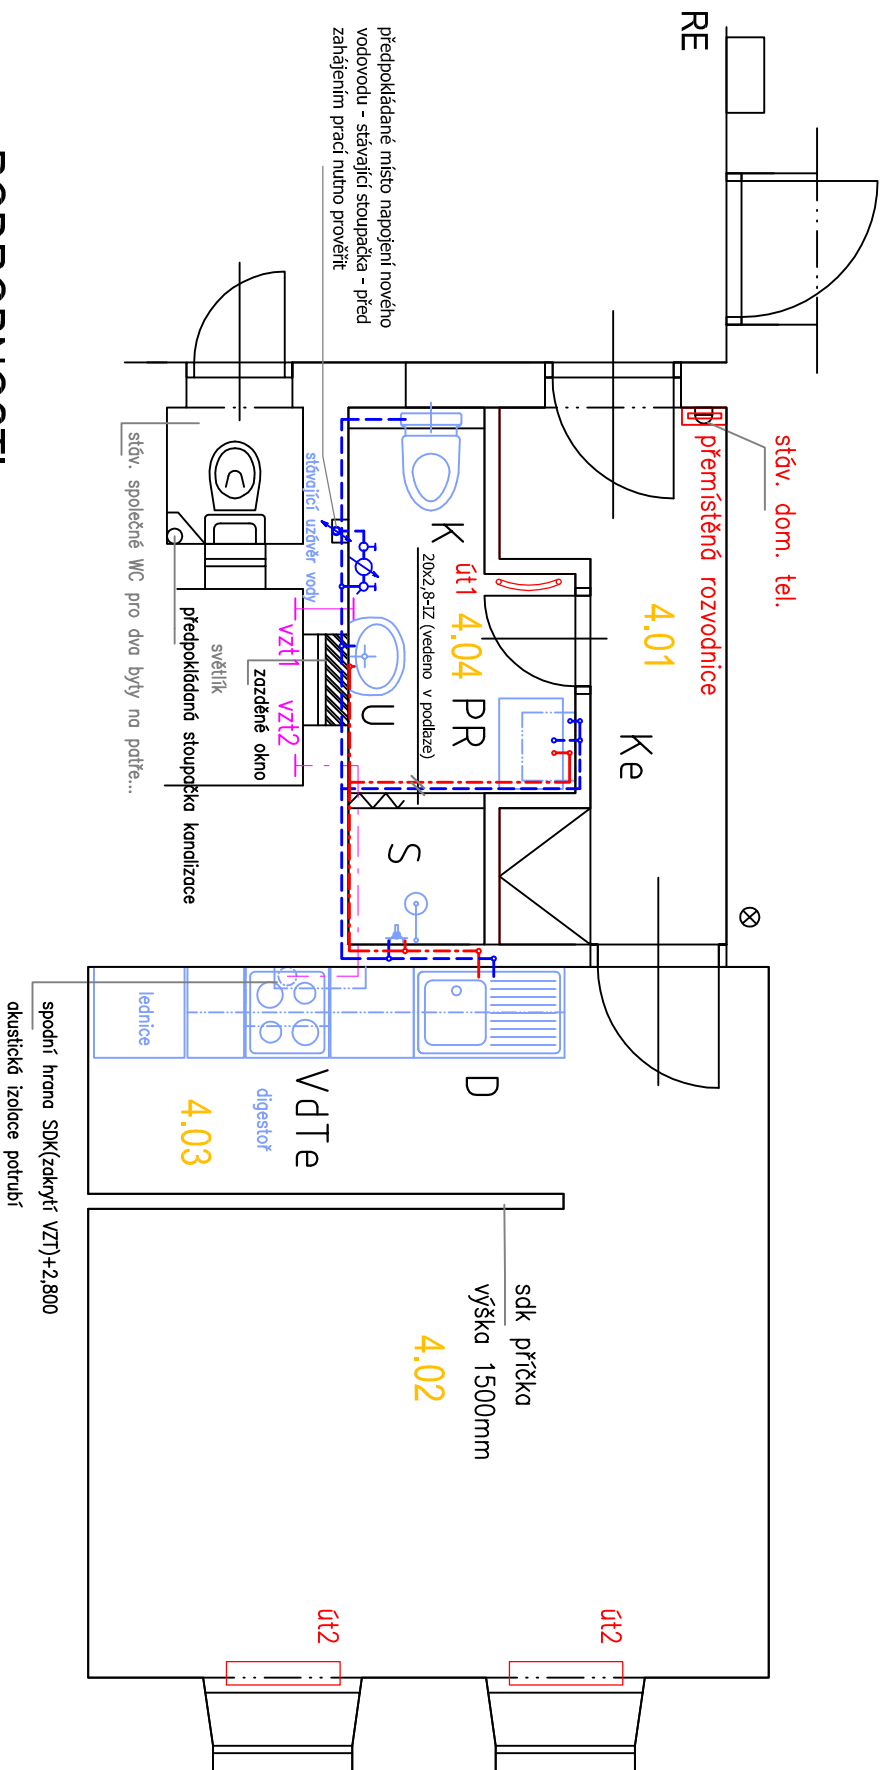 RE
předpokládané místo napojení nového
vodovodu - stávající stoupačka - před
zahájením prací nutno prověřit
stáv. dom. tel.
přemístěná rozvodnice
4.01
Ke
K
út1
4.04
PR
20x2,8-IZ (vedeno v podlaze)
U
S
stávající uzávěr vody
vzt1
vzt2
zazděné okno
světlík
předpokládaná stoupačka kanalizace
stáv. společné WC pro dva byty na patře...
D
VdTe
digestoř
lednice
4.03
spodní hrana SDK(zakrytí VZT)+2,800
akustická izolace potrubí
sdk příčka
výška 1500mm
4.02
út2
út2